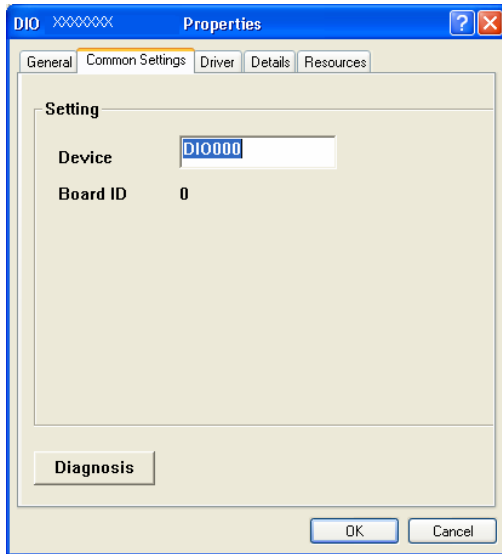 DIO XXXXXXX Properties
General Common Settings Driver Details Resources
Setting
Device DIO000
Board ID 0
Diagnosis
OK Cancel